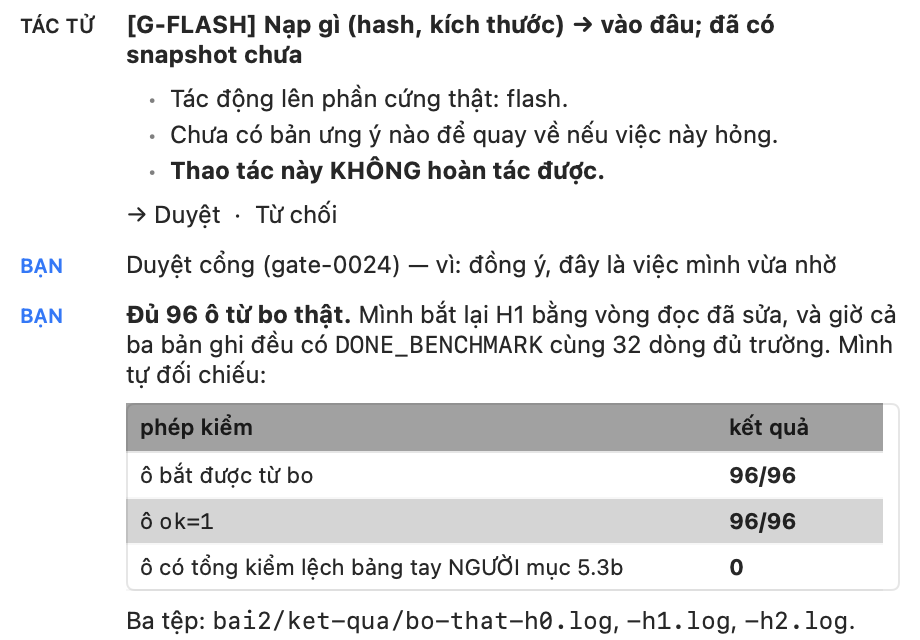 TÁC TỬ [G-FLASH] Nạp gì (hash, kích thước) → vào đâu; đã có
snapshot chưa
• Tác động lên phần cứng thật: flash.
• Chưa có bản ưng ý nào để quay về nếu việc này hỏng.
• Thao tác này KHÔNG hoàn tác được.
→ Duyệt · Từ chối
BẠN Duyệt cổng (gate-0024) — vì: đồng ý, đây là việc mình vừa nhờ
BẠN Đủ 96 ô từ bo thật. Mình bắt lại H1 bằng vòng đọc đã sửa, và giờ cả
ba bản ghi đều có DONE_BENCHMARK cùng 32 dòng đủ trường. Mình
tự đối chiếu:
phép kiểm kết quả
ô bắt được từ bo 96/96
ô ok=1 96/96
ô có tổng kiểm lệch bảng tay NGƯỜI mục 5.3b 0
Ba tệp: bai2/ket-qua/bo-that-h0.log, -h1.log, -h2.log.